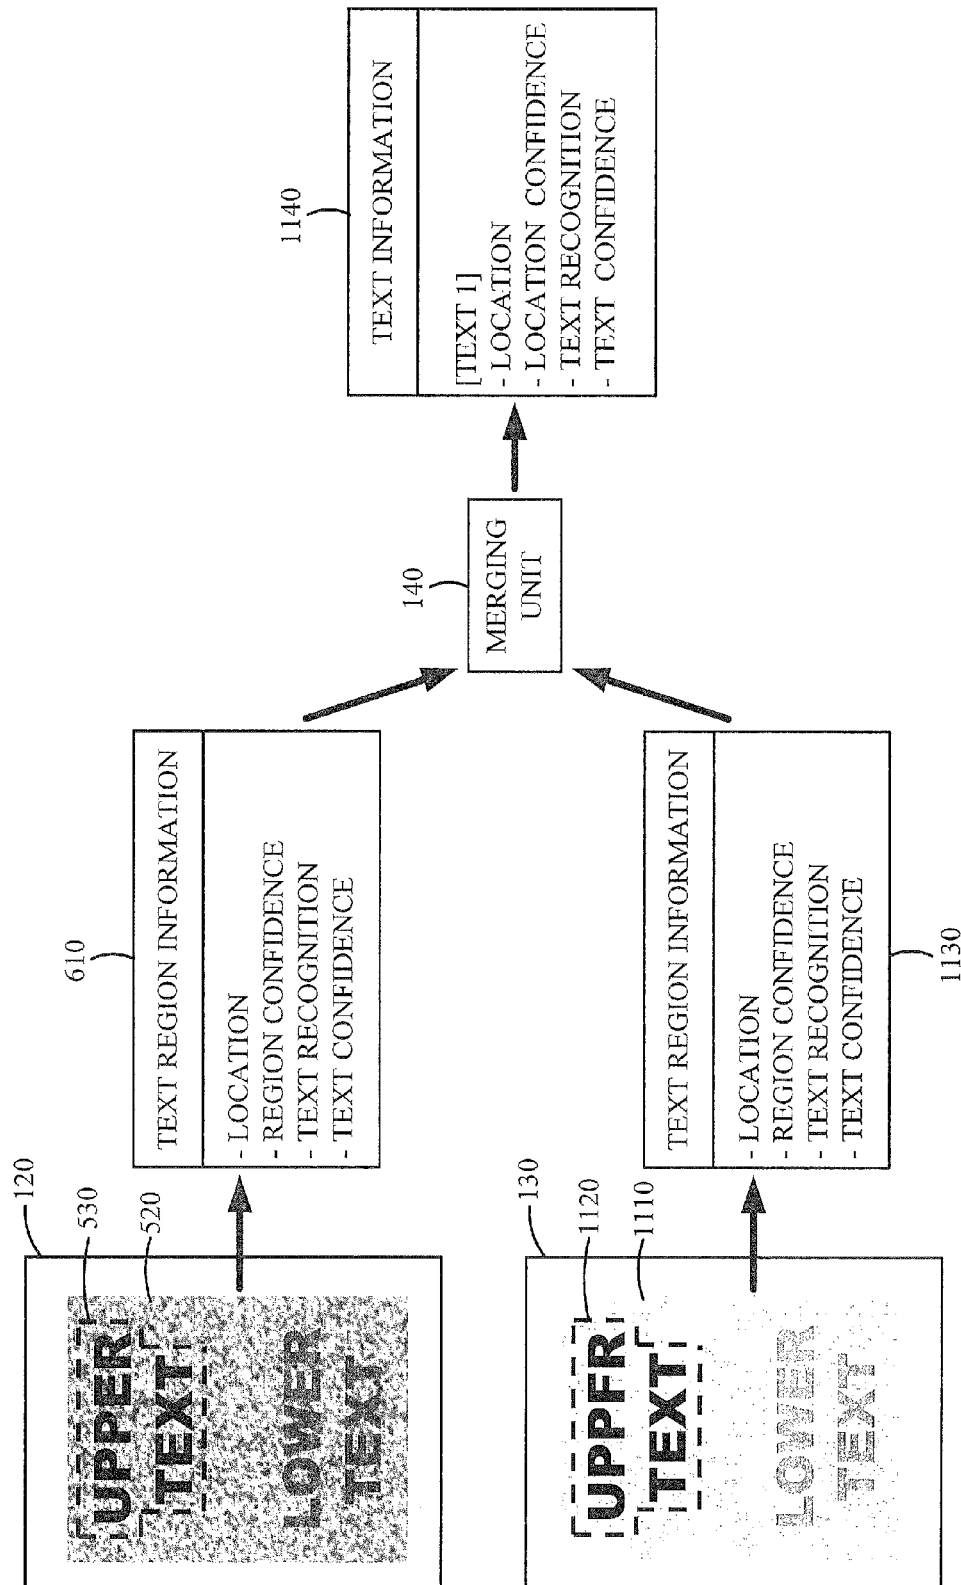 120
530
520
UPPER
TEXT
LOWER
TEXT
610
TEXT REGION INFORMATION
- LOCATION
- REGION CONFIDENCE
- TEXT RECOGNITION
- TEXT CONFIDENCE
130
1120
1110
UPPFR
TEXT
LOWER
TEXT
TEXT REGION INFORMATION
- LOCATION
- REGION CONFIDENCE
- TEXT RECOGNITION
- TEXT CONFIDENCE
1130
140
MERGING
UNIT
1140
TEXT INFORMATION
[TEXT 1]
- LOCATION
- LOCATION CONFIDENCE
- TEXT RECOGNITION
- TEXT CONFIDENCE